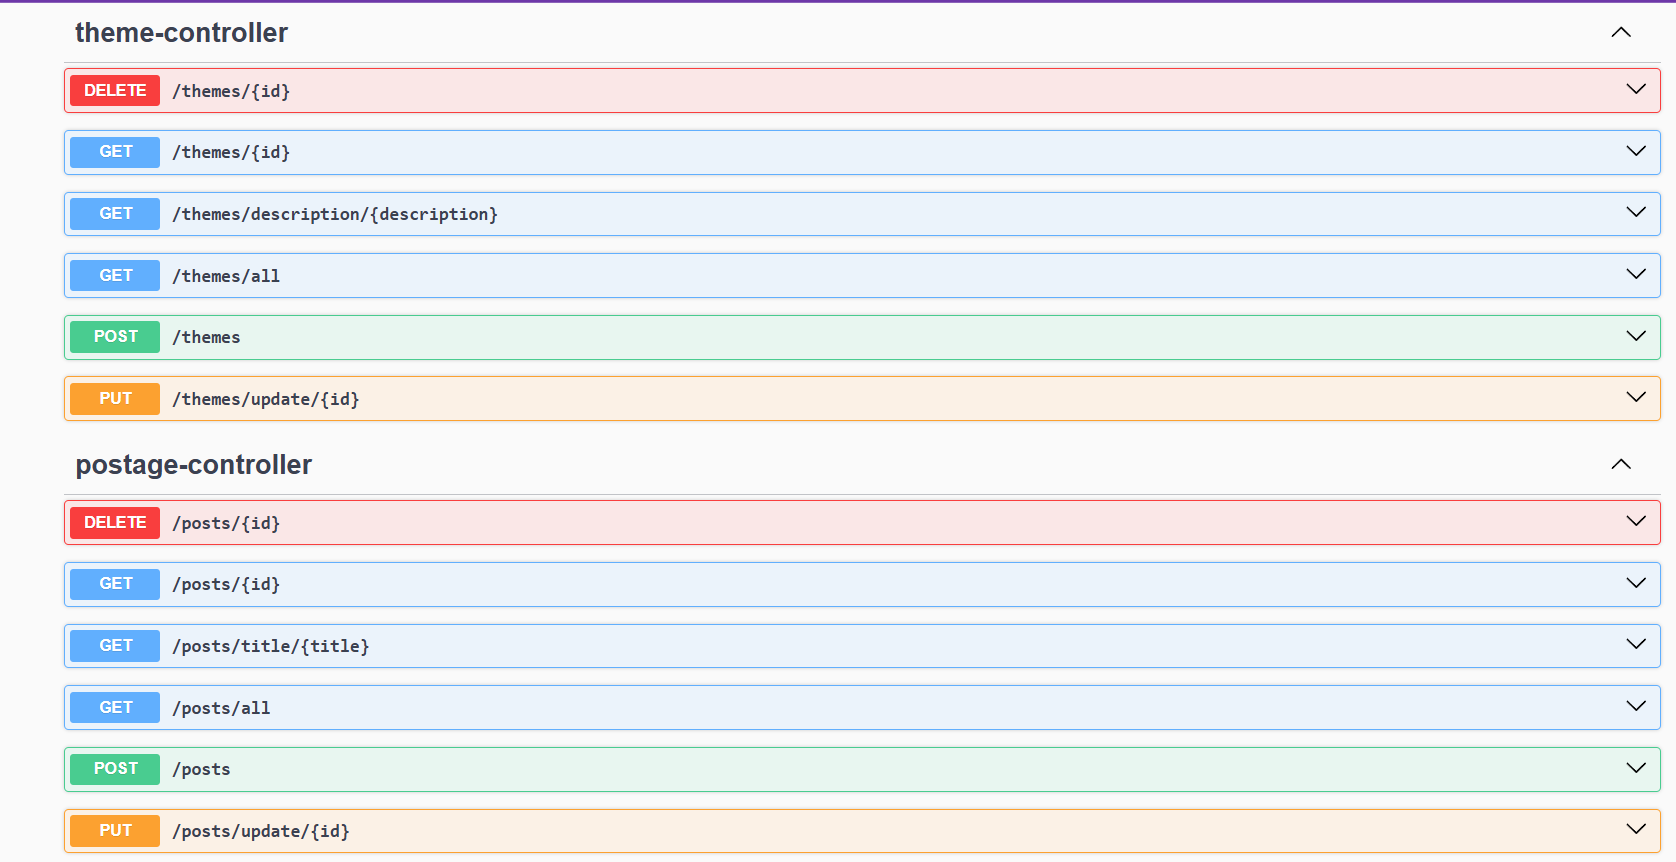 theme-controller
DELETE /themes/{id}
GET /themes/{id}
GET /themes/description/{description}
GET /themes/all
POST /themes
PUT /themes/update/{id}
postage-controller
DELETE /posts/{id}
GET /posts/{id}
GET /posts/title/{title}
GET /posts/all
POST /posts
PUT /posts/update/{id}